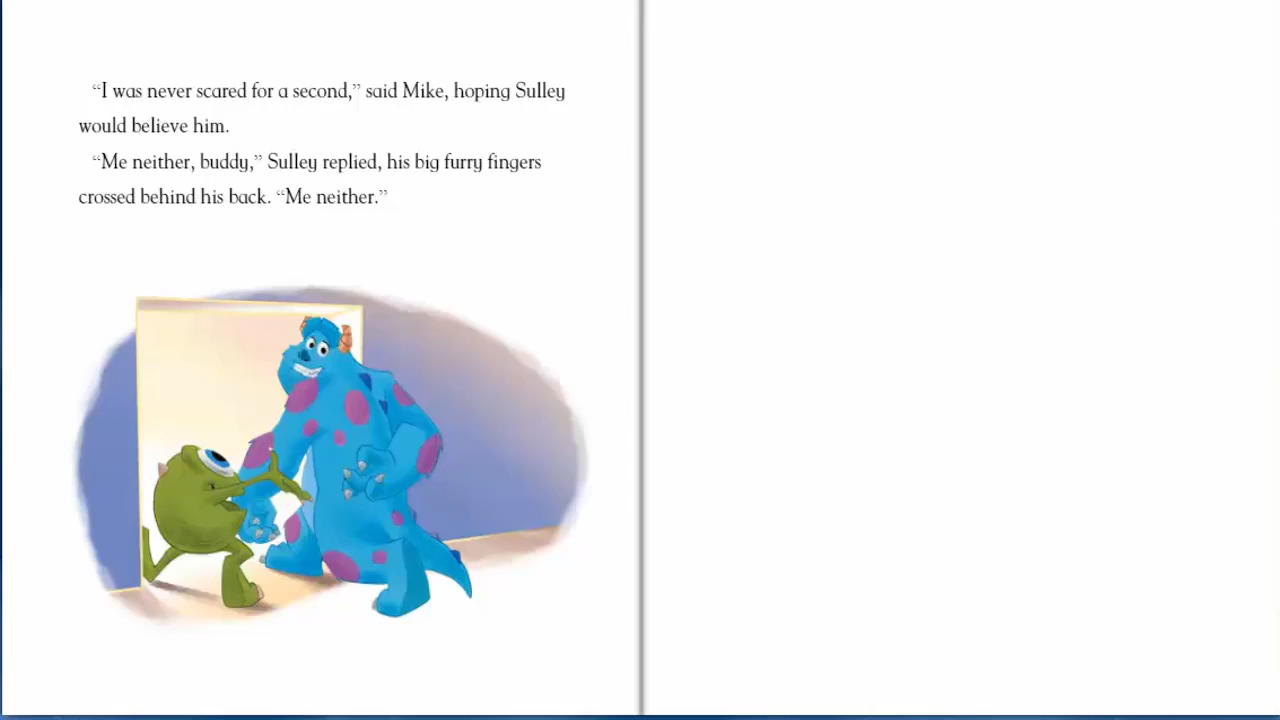 “I was never scared for a second,” said Mike, hoping Sulley
would believe him.
“Me neither, buddy,” Sulley replied, his big furry fingers
crossed behind his back. “Me neither.”